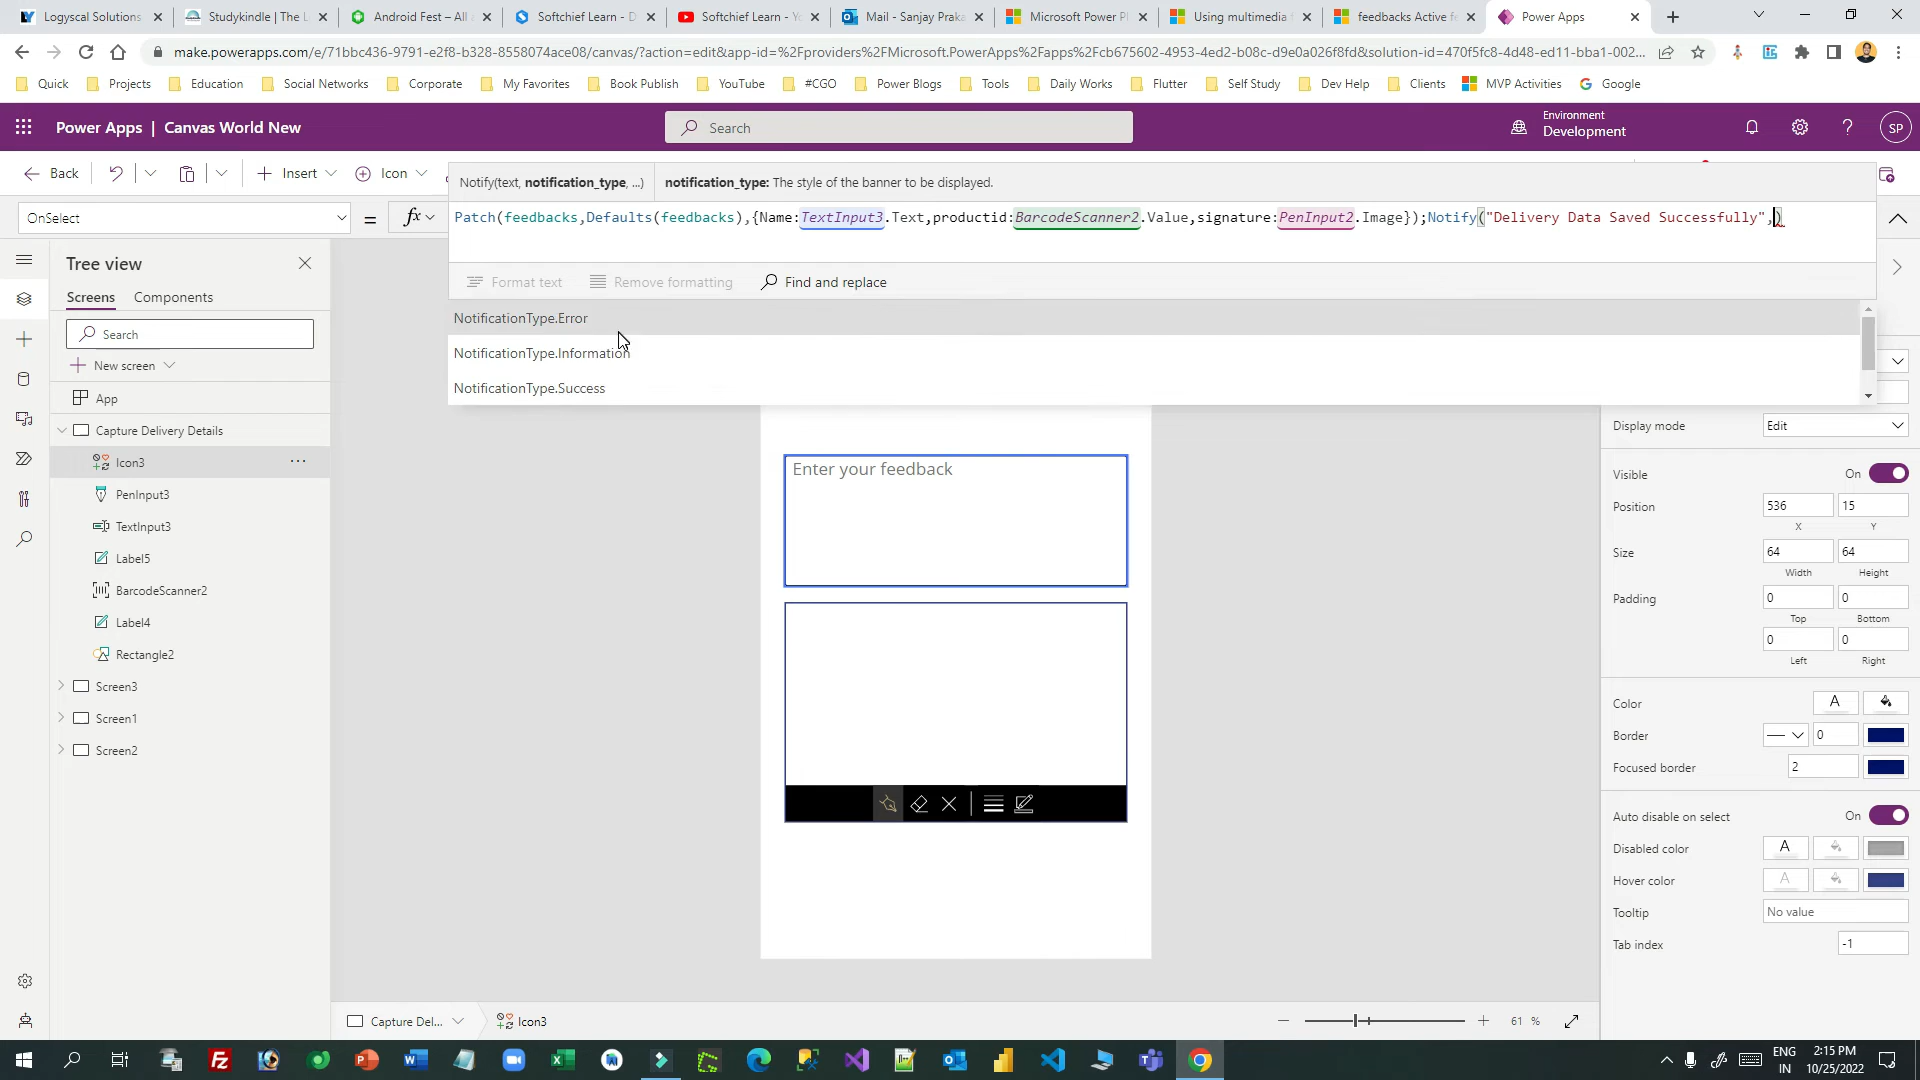 Logyscal Solutions
Studykindle | The L
Android Fest – All a
Softchief Learn - D
Softchief Learn - Yo
Mail - Sanjay Praka
Microsoft Power Pl
Using multimedia f
feedbacks Active fe
Power Apps
make.powerapps.com/e/71bbc436-9791-e2f8-b328-8558074ace08/canvas/?action=edit&app-id=%2Fproviders%2FMicrosoft.PowerApps%2Fapps%2Fcb675602-4953-4ed2-b08c-d9e0a026f8fd&solution-id=470f5fc8-4d48-ed11-bba1-002...
Quick
Projects
Education
Social Networks
Corporate
My Favorites
Book Publish
YouTube
#CGO
Power Blogs
Tools
Daily Works
Flutter
Self Study
Dev Help
Clients
MVP Activities
Google
Power Apps | Canvas World New
Search
Environment
Development
SP
Back
Insert
Icon
Notify(text, notification_type, ...)
notification_type: The style of the banner to be displayed.
OnSelect
=
fx
Patch(feedbacks,Defaults(feedbacks),{Name:TextInput3.Text,productid:BarcodeScanner2.Value,signature:PenInput2.Image});Notify("Delivery Data Saved Successfully",)
Format text
Remove formatting
Find and replace
NotificationType.Error
NotificationType.Information
NotificationType.Success
Tree view
Screens
Components
Search
New screen
App
Capture Delivery Details
Icon3
...
PenInput3
TextInput3
Label5
BarcodeScanner2
Label4
Rectangle2
Screen3
Screen1
Screen2
Enter your feedback
Display mode
Edit
Visible
On
Position
536
15
X
Y
Size
64
64
Width
Height
Padding
0
0
Top
Bottom
0
0
Left
Right
Color
A
Border
0
Focused border
2
Auto disable on select
On
Disabled color
A
Hover color
A
Tooltip
No value
Tab index
-1
Capture Del...
Icon3
61 %
ENG
IN
2:15 PM
10/25/2022